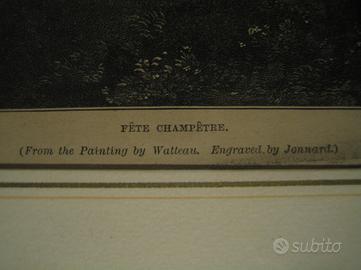 FÊTE CHAMPÊTRE.
(From the Painting by Watteau. Engraved by Jonnard.)
subito